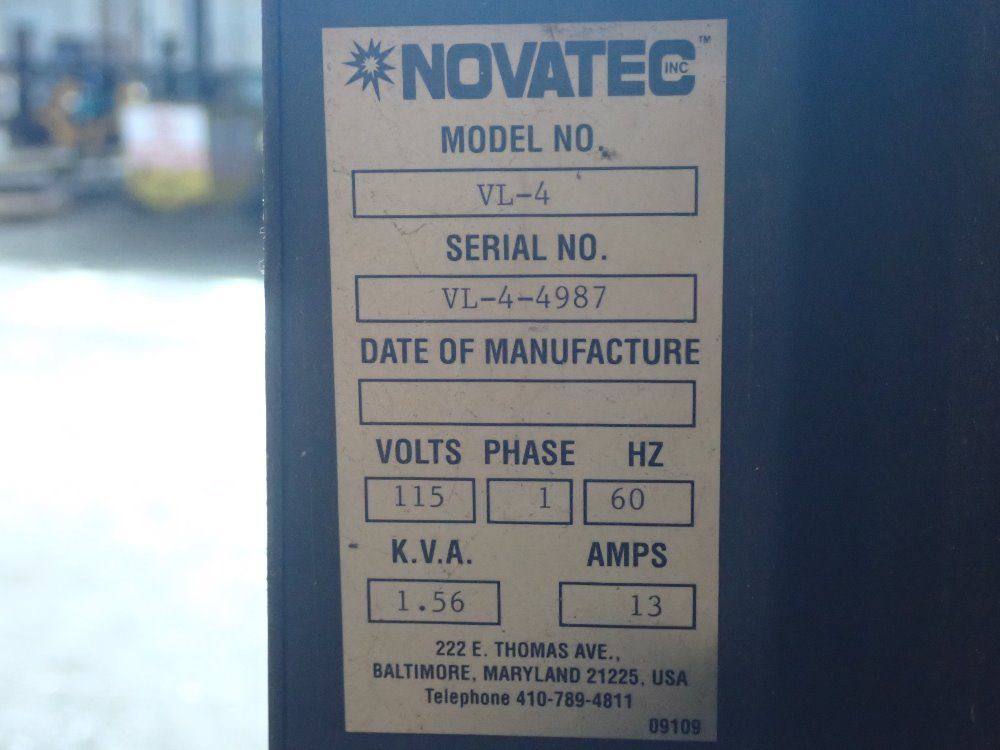 NOVATEC INC ™
MODEL NO.
VL-4
SERIAL NO.
VL-4-4987
DATE OF MANUFACTURE
VOLTS PHASE HZ
115 1 60
K.V.A. AMPS
1.56 13
222 E. THOMAS AVE.,
BALTIMORE, MARYLAND 21225, USA
Telephone 410-789-4811
09109